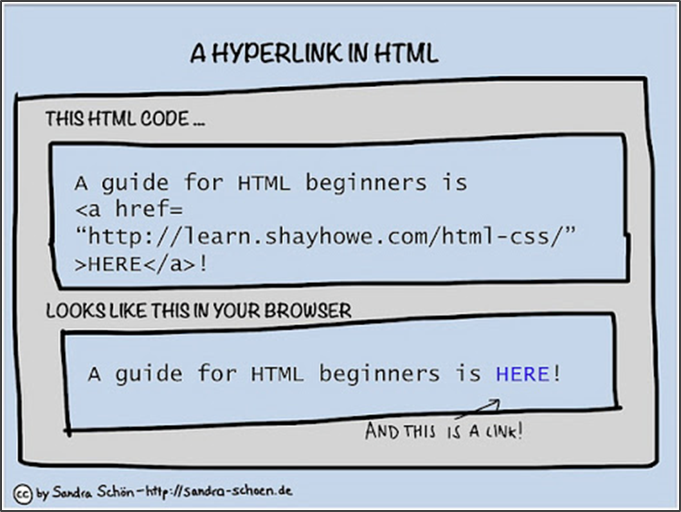 A HYPERLINK IN HTML
THIS HTML CODE ...
A guide for HTML beginners is
<a href=
“http://learn.shayhowe.com/html-css/”
>HERE</a>!
LOOKS LIKE THIS IN YOUR BROWSER
A guide for HTML beginners is HERE!
AND THIS IS A LINK!
cc by Sandra Schön – http://sandra-schoen.de